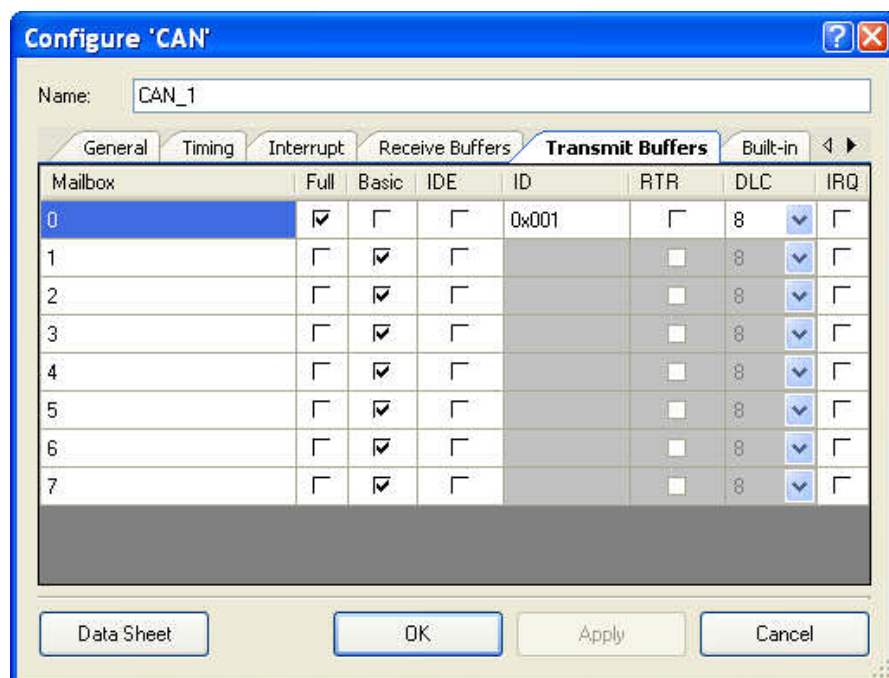 Configure 'CAN'
Name: CAN_1
General Timing Interrupt Receive Buffers Transmit Buffers Built-in
Mailbox Full Basic IDE ID RTR DLC IRQ
0 0x001 8
1 8
2 8
3 8
4 8
5 8
6 8
7 8
Data Sheet OK Apply Cancel